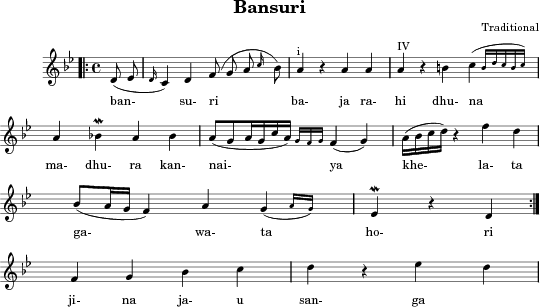 Bansuri
Traditional
i
IV
ban- su- ri ba- ja ra- hi dhu- na
ma- dhu- ra kan- nai- ya khe- la- ta
ga- wa- ta ho- ri
ji- na ja- u san- ga